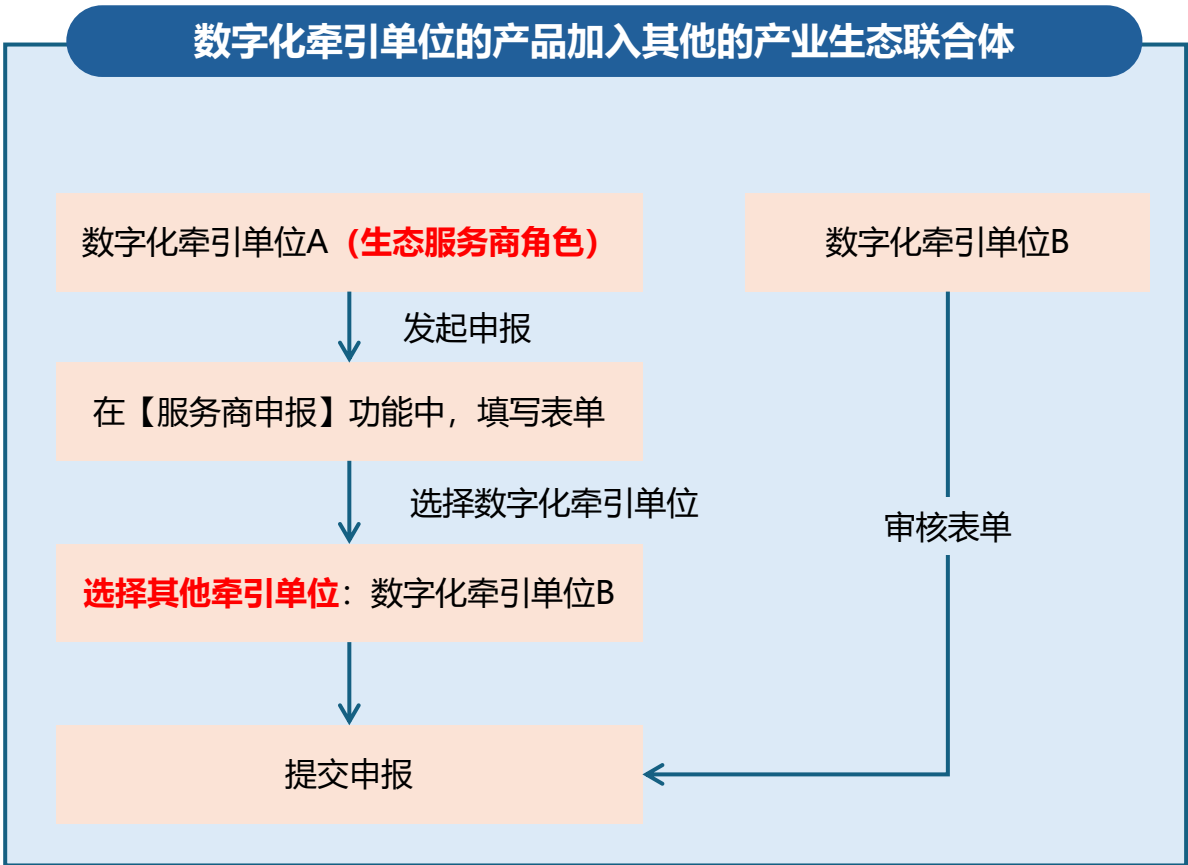 数字化牵引单位的产品加入其他的产业生态联合体
数字化牵引单位A（生态服务商角色）
数字化牵引单位B
发起申报
在【服务商申报】功能中，填写表单
选择数字化牵引单位
审核表单
选择其他牵引单位：数字化牵引单位B
提交申报